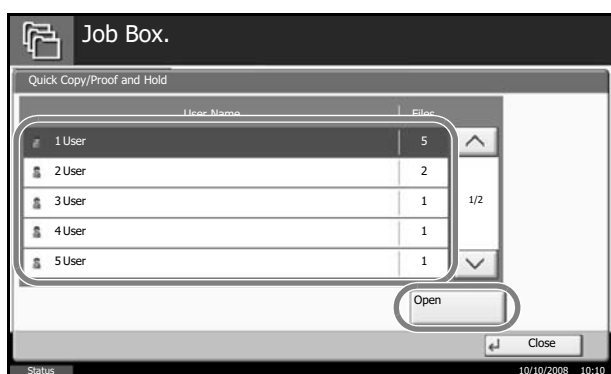 Job Box.
Quick Copy/Proof and Hold
User Name Files
1 User 5
2 User 2
3 User 1
4 User 1
5 User 1
1/2
Open
Close
Status 10/10/2008 10:10